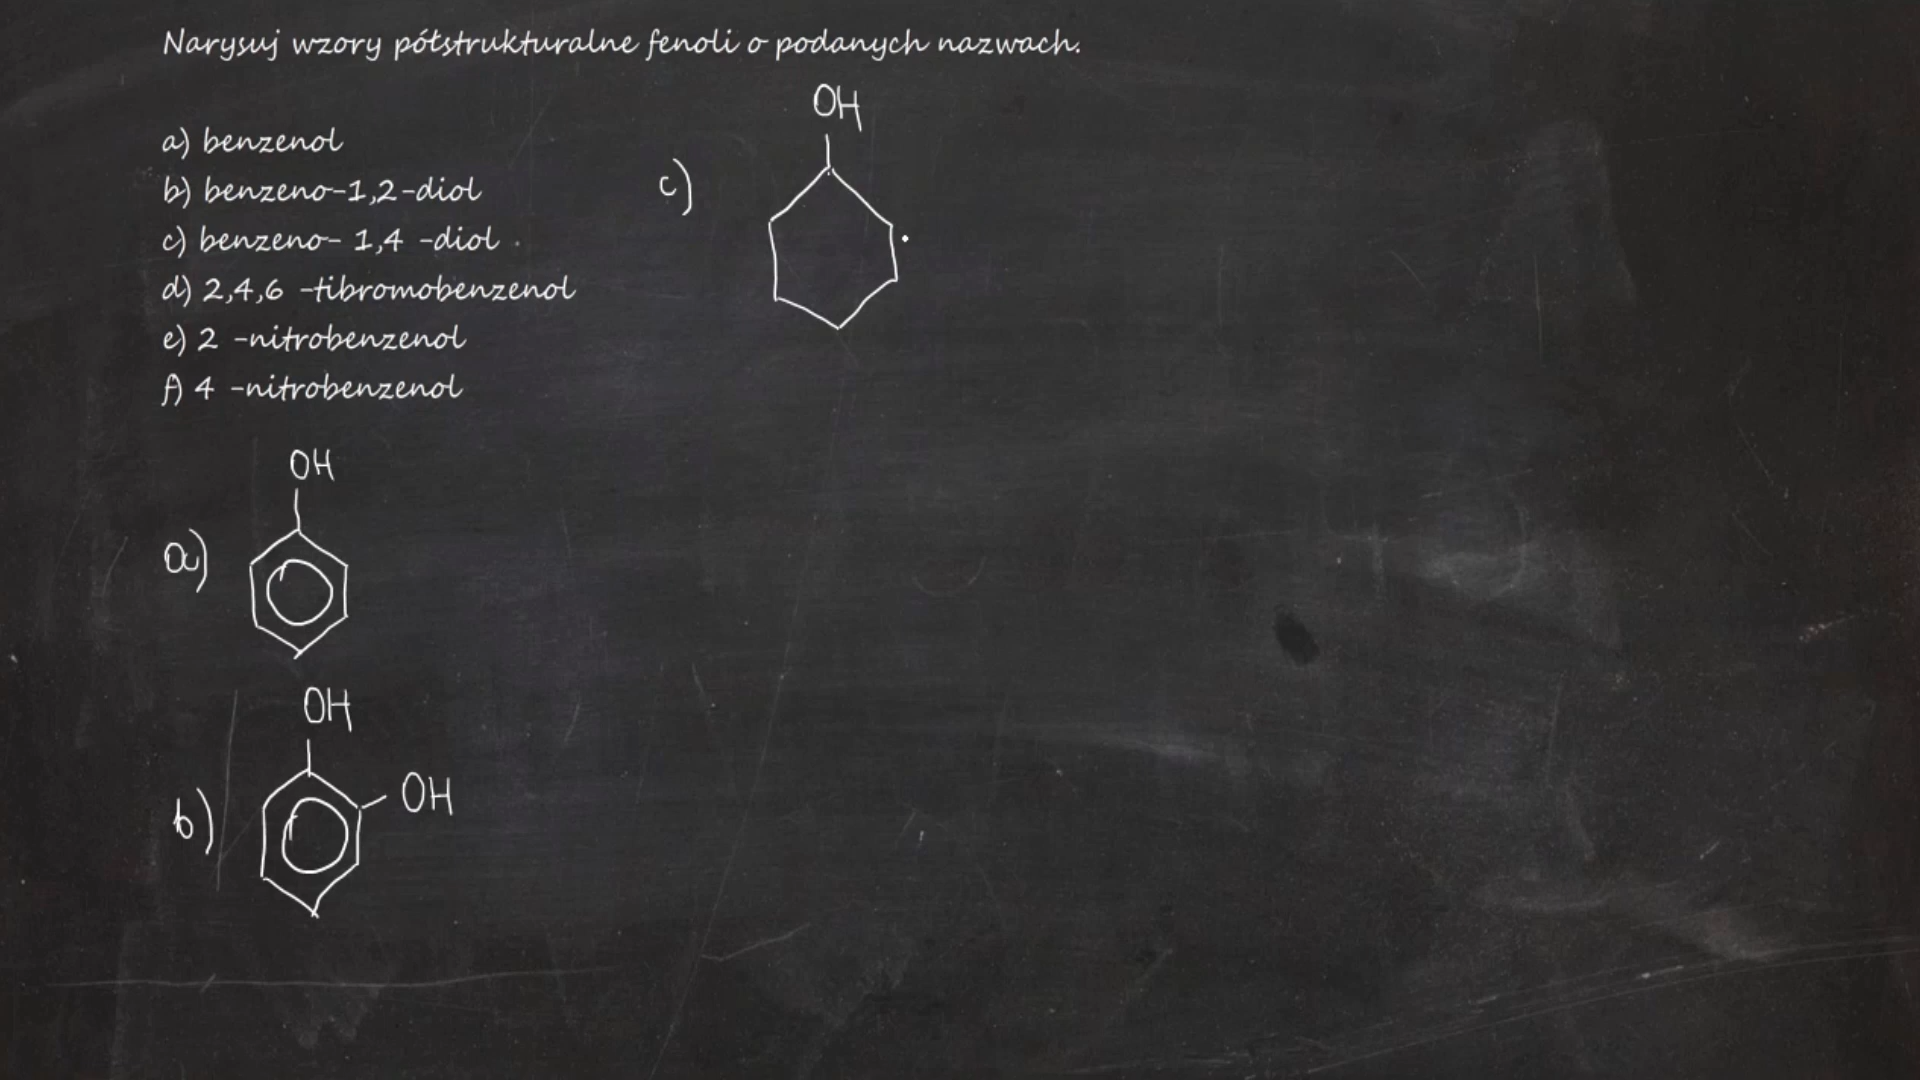 Narysuj wzory półstrukturalne fenoli o podanych nazwach.
a) benzenol
b) benzeno-1,2-diol
c) benzeno- 1,4 -diol
d) 2,4,6 -tibromobenzenol
e) 2 -nitrobenzenol
f) 4 -nitrobenzenol
OH
c)
OH
a)
OH
b)
OH